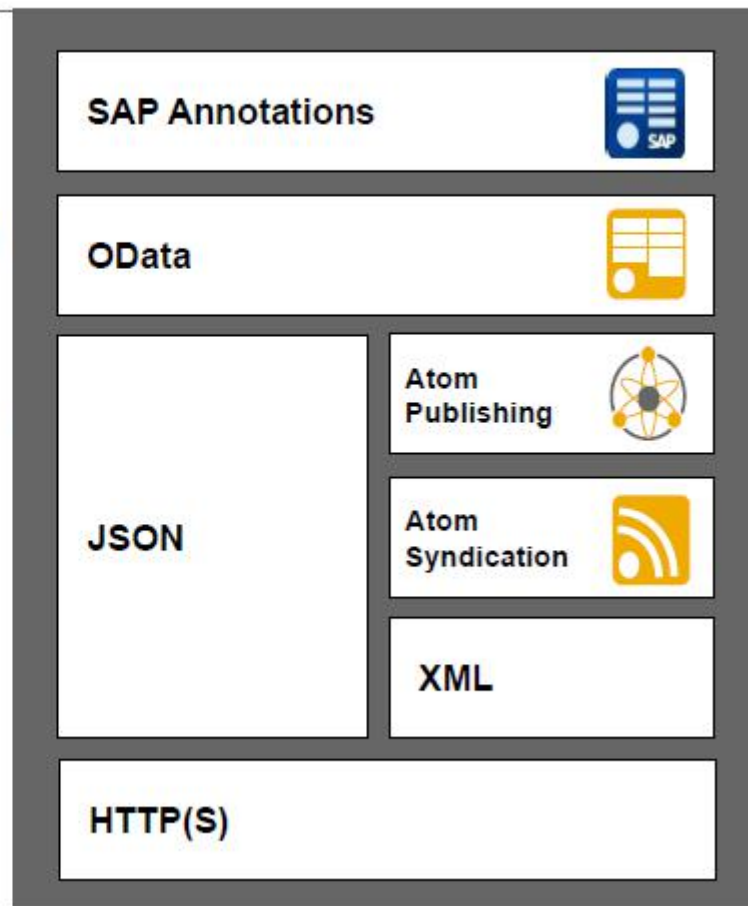 SAP Annotations
SAP
OData
JSON
Atom
Publishing
Atom
Syndication
XML
HTTP(S)